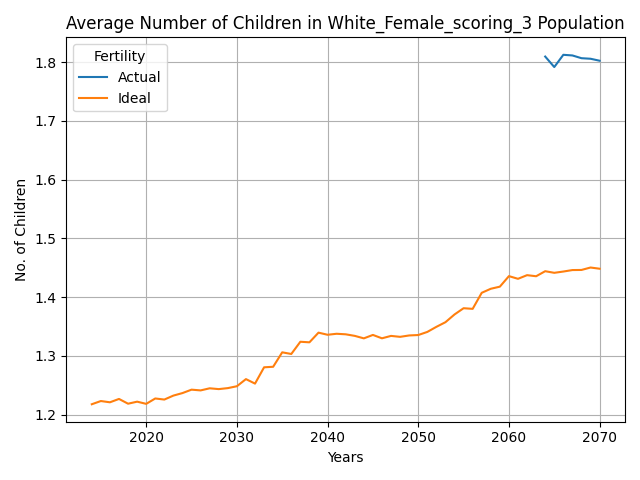 Average Number of Children in White_Female_scoring_3 Population
Fertility
Actual
Ideal
1.8
1.7
1.6
1.5
1.4
1.3
1.2
No. of Children
2020 2030 2040 2050 2060 2070
Years